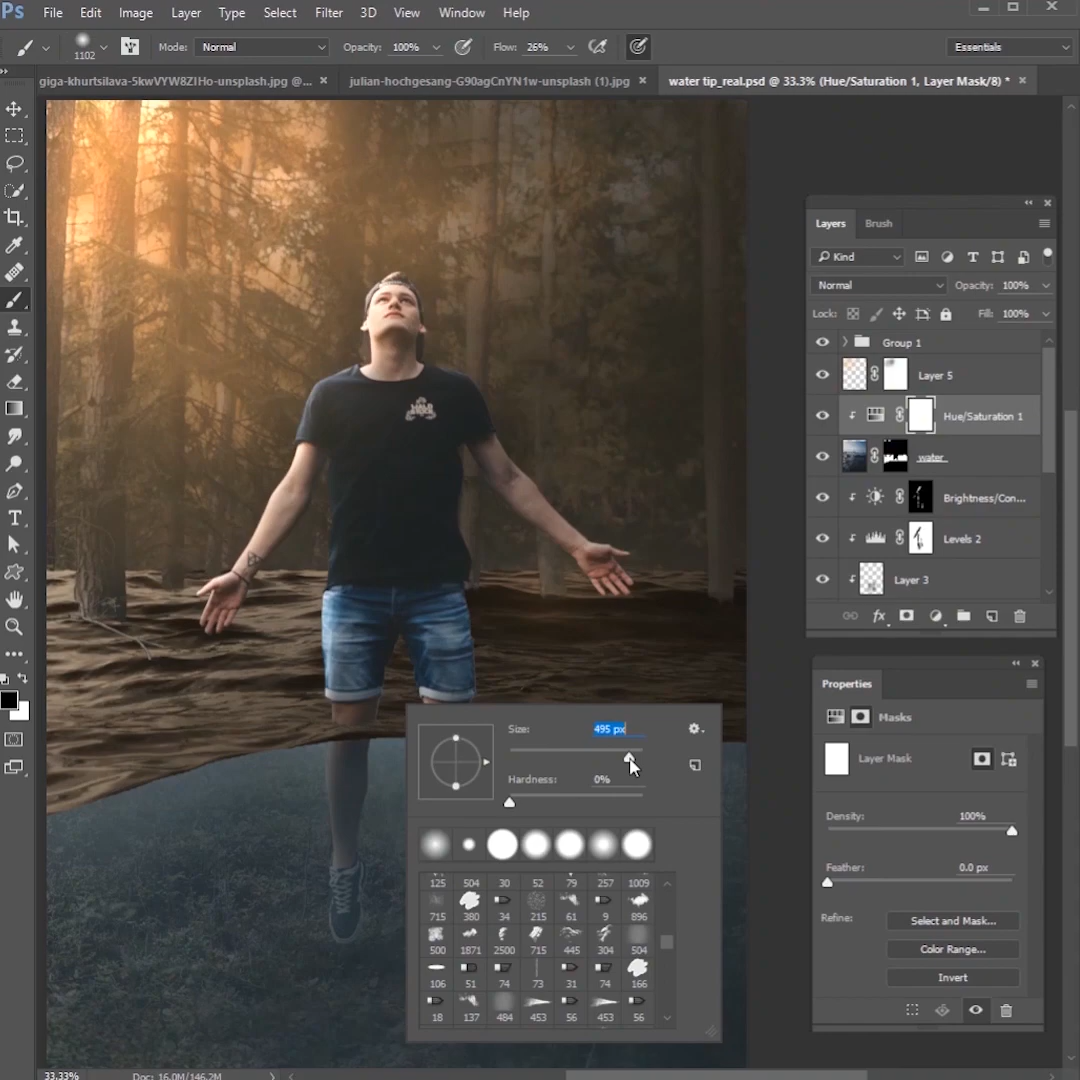 Ps File Edit Image Layer Type Select Filter 3D View Window Help
1102 Mode: Normal Opacity: 100% Flow: 26% Essentials
giga-khurtsilava-5kwVYW8ZIHo-unsplash.jpg @... × julian-hochgesang-G90agCnYN1w-unsplash (1).jpg × water tip_real.psd @ 33.3% (Hue/Saturation 1, Layer Mask/8) * ×
Layers Brush
Kind
Normal Opacity: 100%
Lock: Fill: 100%
Group 1
Layer 5
Hue/Saturation 1
water
Brightness/Con...
Levels 2
Layer 3
Size: 495 px
Hardness: 0%
125 504 30 52 79 257 1009
715 380 34 215 61 9 896
500 1871 2500 715 445 304 504
106 51 74 73 31 74 166
18 137 484 453 56 453 56
Properties
Masks
Layer Mask
Density: 100%
Feather: 0.0 px
Refine: Select and Mask...
Color Range...
Invert
33.33% Doc: 16.0M/146.2M